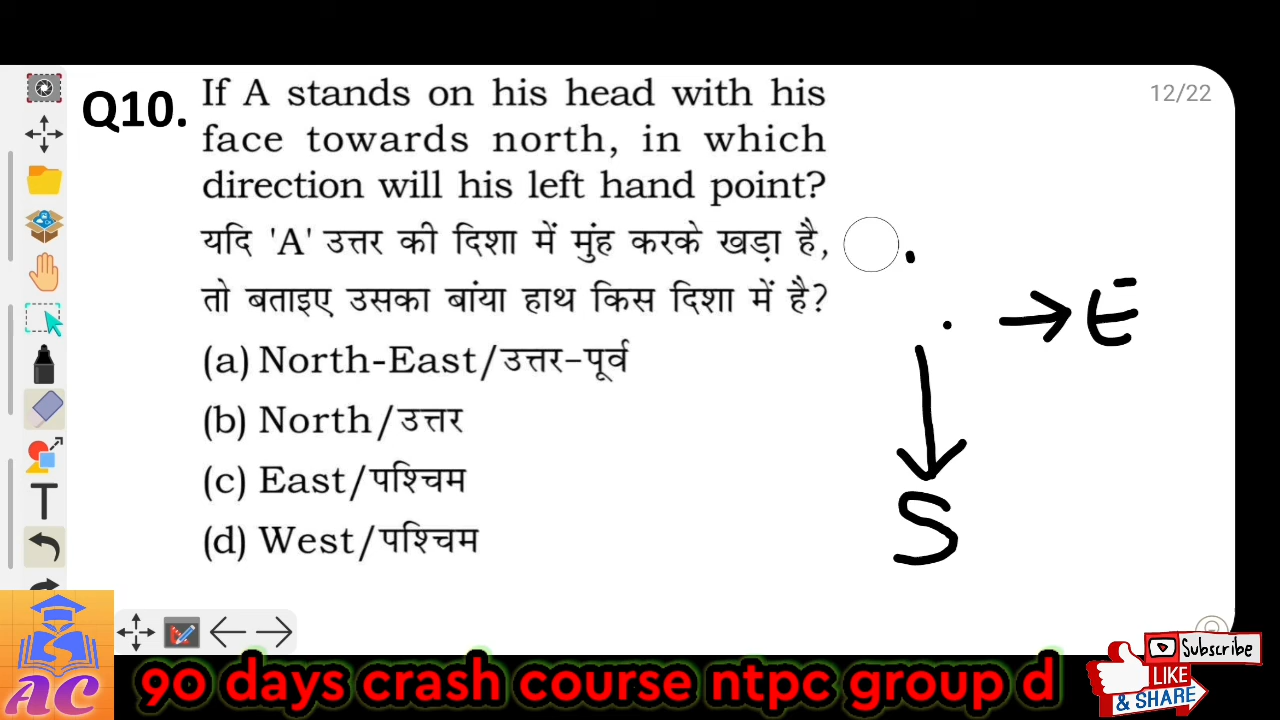 12/22
Q10.
If A stands on his head with his
face towards north, in which
direction will his left hand point?
यदि 'A' उत्तर की दिशा में मुंह करके खड़ा है,
तो बताइए उसका बांया हाथ किस दिशा में है?
(a) North-East/उत्तर-पूर्व
(b) North/उत्तर
(c) East/पश्चिम
(d) West/पश्चिम
E
S
T
AC
90 days crash course ntpc group d
Subscribe
LIKE
& SHARE